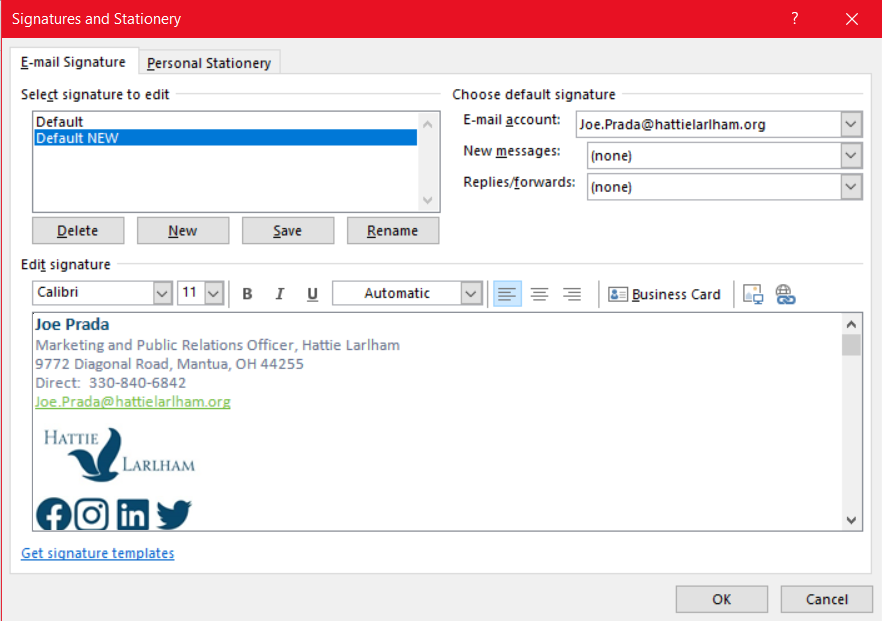 Signatures and Stationery ?
E-mail Signature Personal Stationery
Select signature to edit
Default
Default NEW
Delete New Save Rename
Choose default signature
E-mail account: Joe.Prada@hattielarlham.org
New messages: (none)
Replies/forwards: (none)
Edit signature
Calibri 11 B I U Automatic Business Card
Joe Prada
Marketing and Public Relations Officer, Hattie Larlham
9772 Diagonal Road, Mantua, OH 44255
Direct: 330-840-6842
Joe.Prada@hattielarlham.org
HATTIE
LARLHAM
in
Get signature templates
OK Cancel